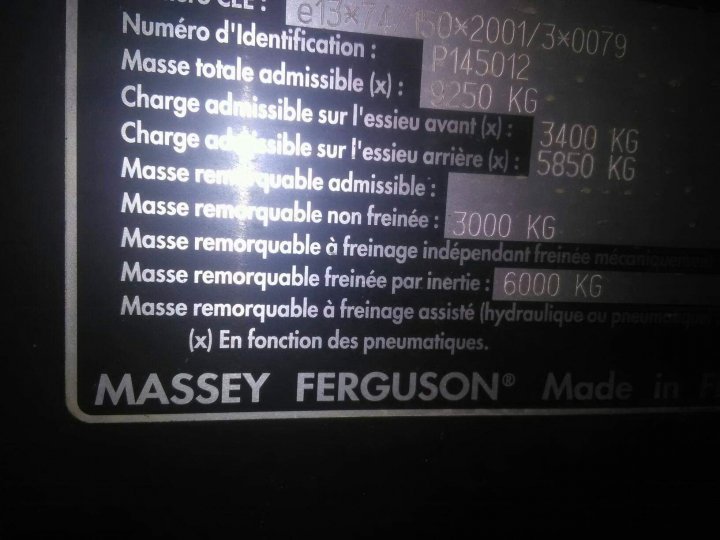 CEE : e13×74/150×2001/3×0079
Numéro d'Identification : P145012
Masse totale admissible (x) : 9250 KG
Charge admissible sur l'essieu avant (x) : 3400 KG
Charge admissible sur l'essieu arrière (x) : 5850 KG
Masse remorquable admissible :
Masse remorquable non freinée : 3000 KG
Masse remorquable à freinage indépendant freinée mécaniquement
Masse remorquable freinée par inertie : 6000 KG
Masse remorquable à freinage assisté (hydraulique ou pneumatique
(x) En fonction des pneumatiques.
MASSEY FERGUSON® Made in